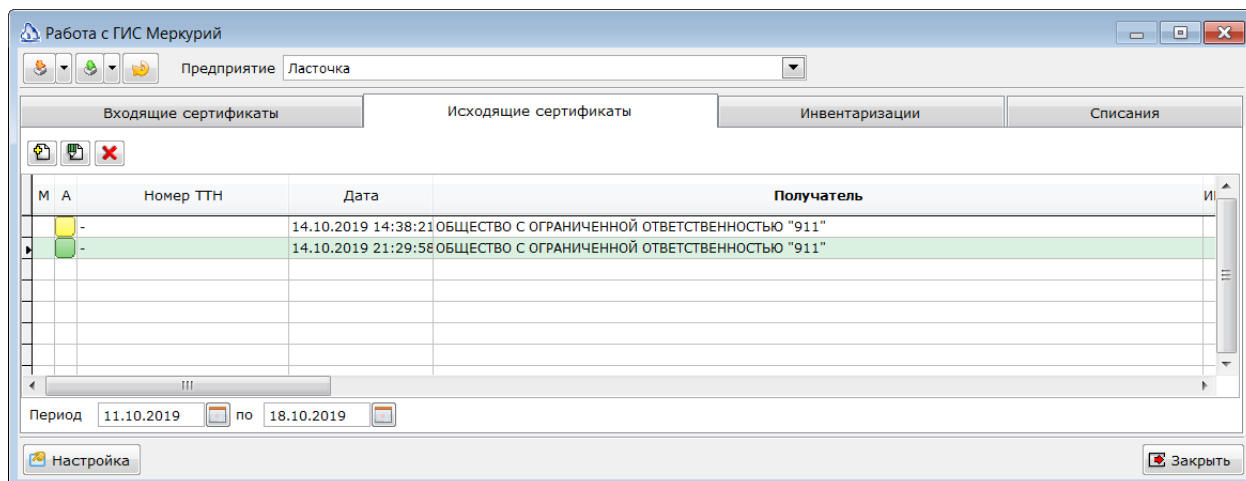 Работа с ГИС Меркурий
Предприятие Ласточка
Входящие сертификаты Исходящие сертификаты Инвентаризации Списания
М А Номер ТТН Дата Получатель
- 14.10.2019 14:38:21 ОБЩЕСТВО С ОГРАНИЧЕННОЙ ОТВЕТСТВЕННОСТЬЮ "911"
- 14.10.2019 21:29:58 ОБЩЕСТВО С ОГРАНИЧЕННОЙ ОТВЕТСТВЕННОСТЬЮ "911"
Период 11.10.2019 по 18.10.2019
Настройка Закрыть